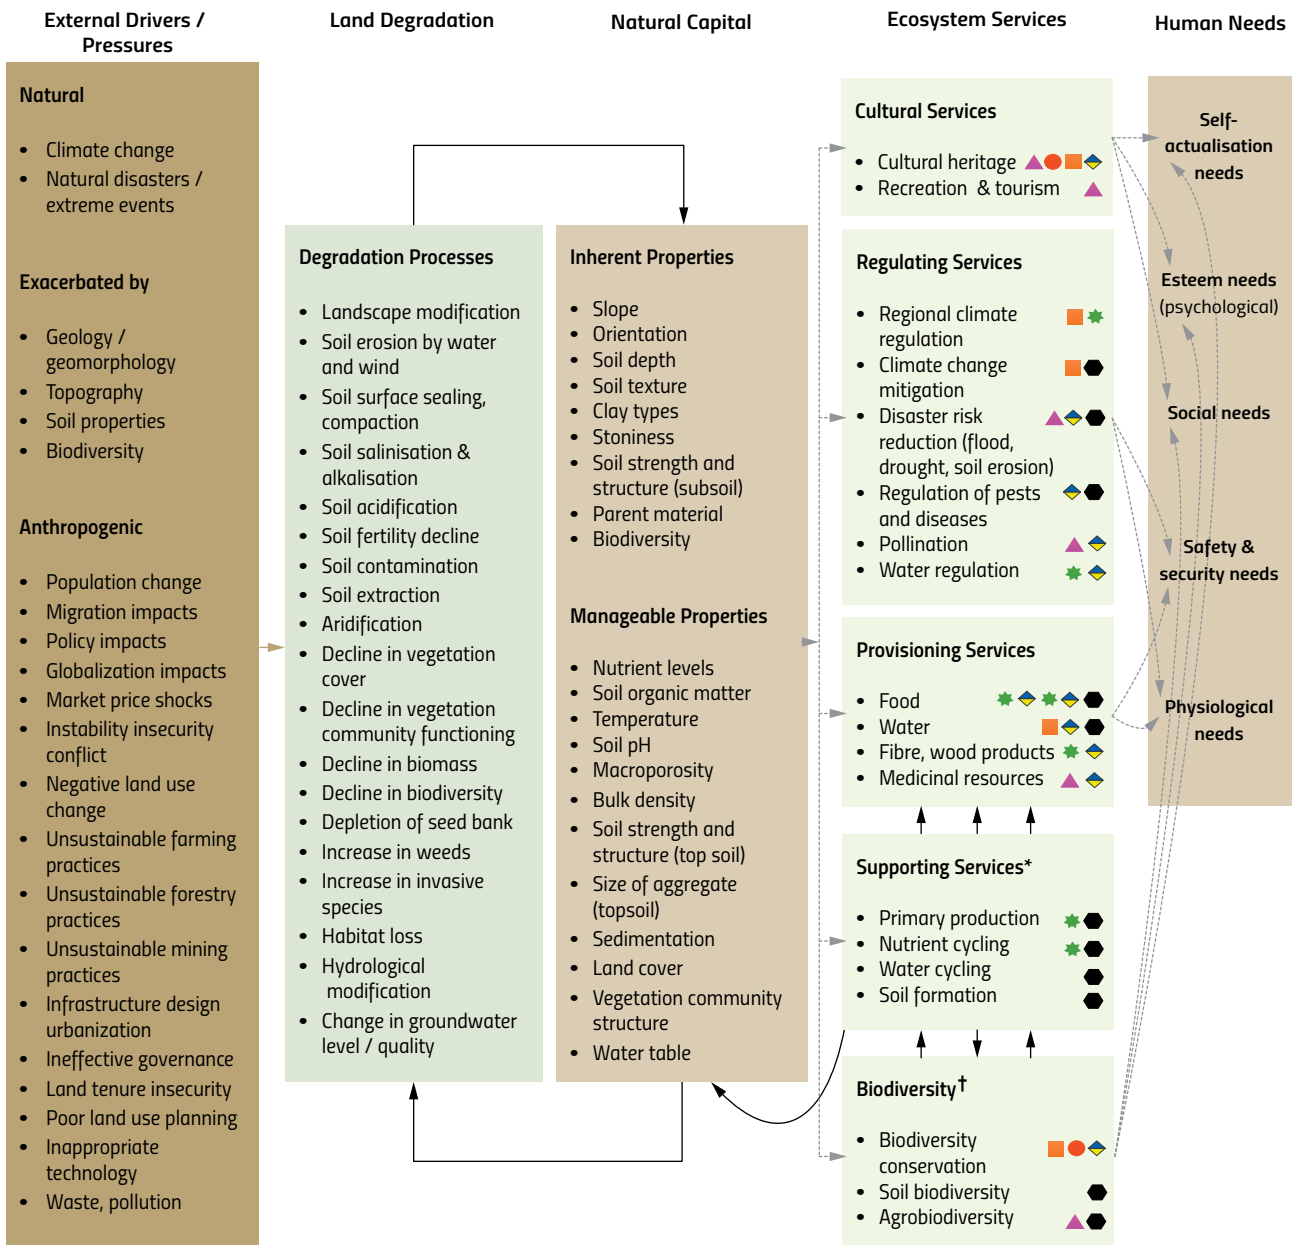 External Drivers /
Pressures
Natural
• Climate change
• Natural disasters /
extreme events
Exacerbated by
• Geology /
geomorphology
• Topography
• Soil properties
• Biodiversity
Anthropogenic
• Population change
• Migration impacts
• Policy impacts
• Globalization impacts
• Market price shocks
• Instability insecurity
conflict
• Negative land use
change
• Unsustainable farming
practices
• Unsustainable forestry
practices
• Unsustainable mining
practices
• Infrastructure design
urbanization
• Ineffective governance
• Land tenure insecurity
• Poor land use planning
• Inappropriate
technology
• Waste, pollution
Land Degradation
Degradation Processes
• Landscape modification
• Soil erosion by water
and wind
• Soil surface sealing,
compaction
• Soil salinisation &
alkalisation
• Soil acidification
• Soil fertility decline
• Soil contamination
• Soil extraction
• Aridification
• Decline in vegetation
cover
• Decline in vegetation
community functioning
• Decline in biomass
• Decline in biodiversity
• Depletion of seed bank
• Increase in weeds
• Increase in invasive
species
• Habitat loss
• Hydrological
modification
• Change in groundwater
level / quality
Natural Capital
Inherent Properties
• Slope
• Orientation
• Soil depth
• Soil texture
• Clay types
• Stoniness
• Soil strength and
structure (subsoil)
• Parent material
• Biodiversity
Manageable Properties
• Nutrient levels
• Soil organic matter
• Temperature
• Soil pH
• Macroporosity
• Bulk density
• Soil strength and
structure (top soil)
• Size of aggregate
(topsoil)
• Sedimentation
• Land cover
• Vegetation community
structure
• Water table
Ecosystem Services
Cultural Services
• Cultural heritage
• Recreation & tourism
Regulating Services
• Regional climate
regulation
• Climate change
mitigation
• Disaster risk
reduction (flood,
drought, soil erosion)
• Regulation of pests
and diseases
• Pollination
• Water regulation
Provisioning Services
• Food
• Water
• Fibre, wood products
• Medicinal resources
Supporting Services*
• Primary production
• Nutrient cycling
• Water cycling
• Soil formation
Biodiversity†
• Biodiversity
conservation
• Soil biodiversity
• Agrobiodiversity
Human Needs
Self-
actualisation
needs
Esteem needs
(psychological)
Social needs
Safety &
security needs
Physiological
needs